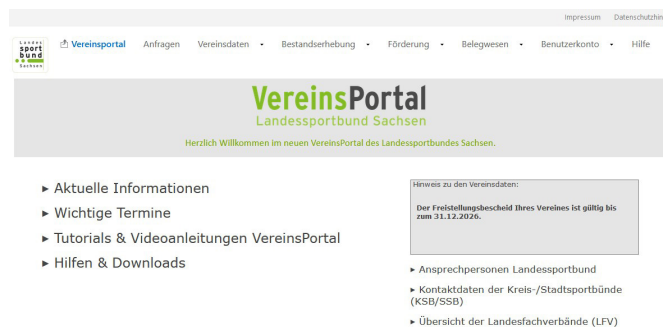 Impressum Datenschutzhin
Landes
sport
bund
Sachsen
Vereinsportal Anfragen Vereinsdaten Bestandserhebung Förderung Belegwesen Benutzerkonto Hilfe
VereinsPortal
Landessportbund Sachsen
Herzlich Willkommen im neuen VereinsPortal des Landessportbundes Sachsen.
Aktuelle Informationen
Wichtige Termine
Tutorials & Videoanleitungen VereinsPortal
Hilfen & Downloads
Hinweis zu den Vereinsdaten:
Der Freistellungsbescheid Ihres Vereines ist gültig bis
zum 31.12.2026.
Ansprechpersonen Landessportbund
Kontaktdaten der Kreis-/Stadtsportbünde
(KSB/SSB)
Übersicht der Landesfachverbände (LFV)